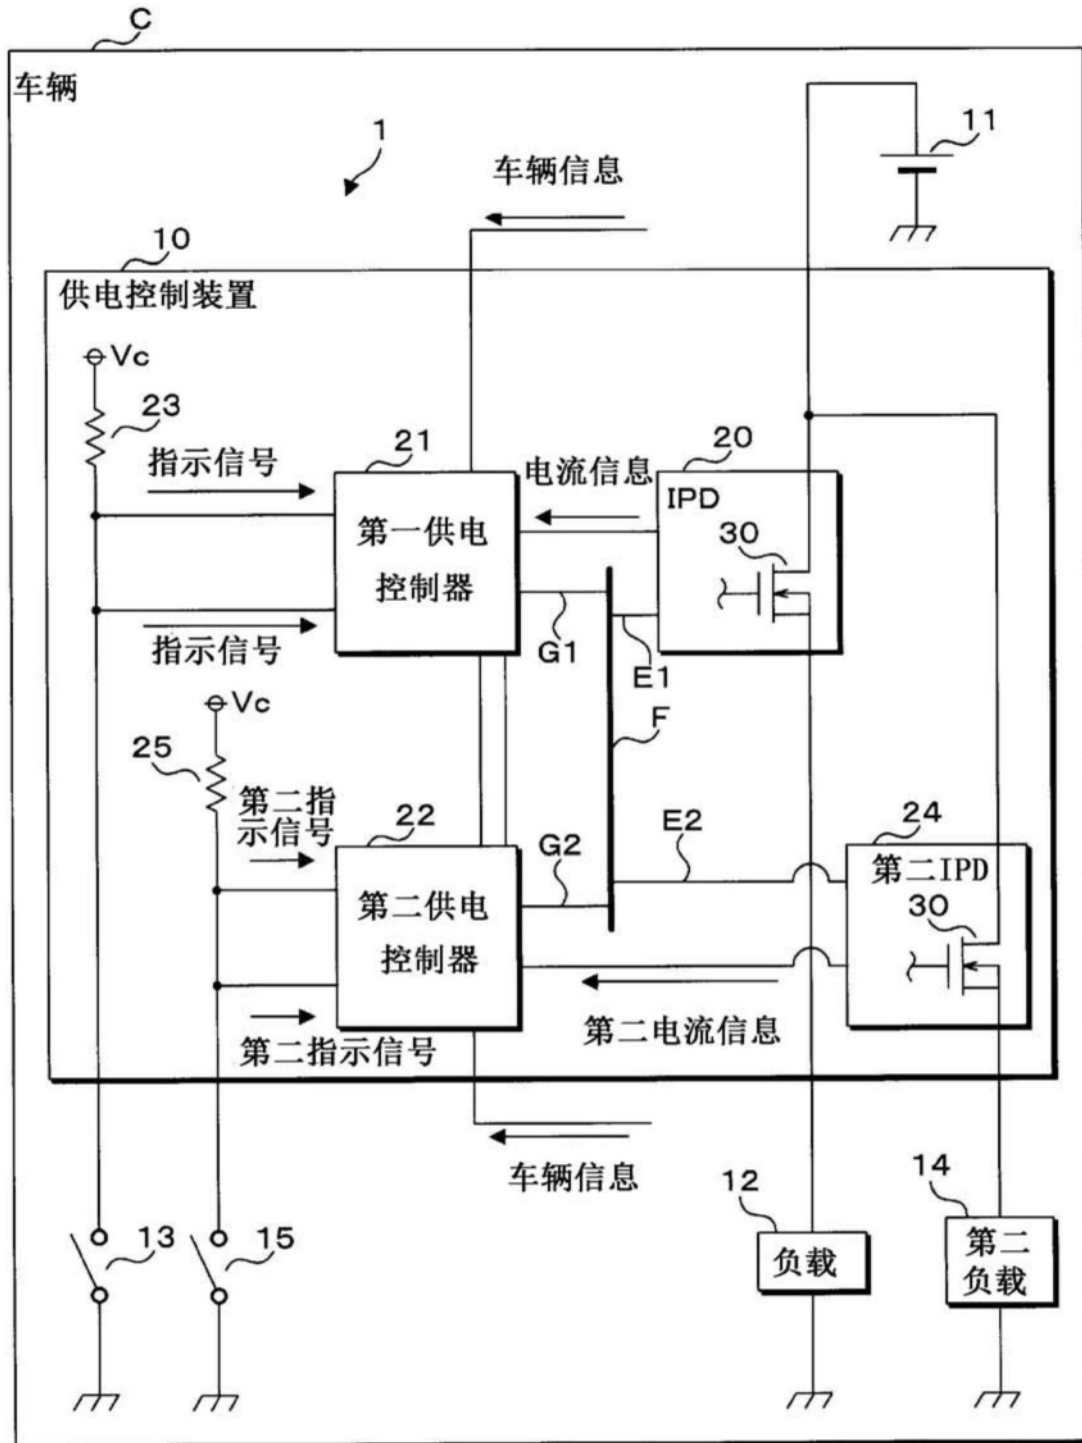 C
车辆
11
1
车辆信息
10
供电控制装置
Vc
23
指示信号
21
电流信息
20
IPD
第一供电
控制器
30
指示信号
G1
E1
Vc
F
25
第二指
示信号
22
G2
E2
24
第二IPD
第二供电
控制器
30
第二指示信号
第二电流信息
车辆信息
12
14
13
15
负载
第二
负载